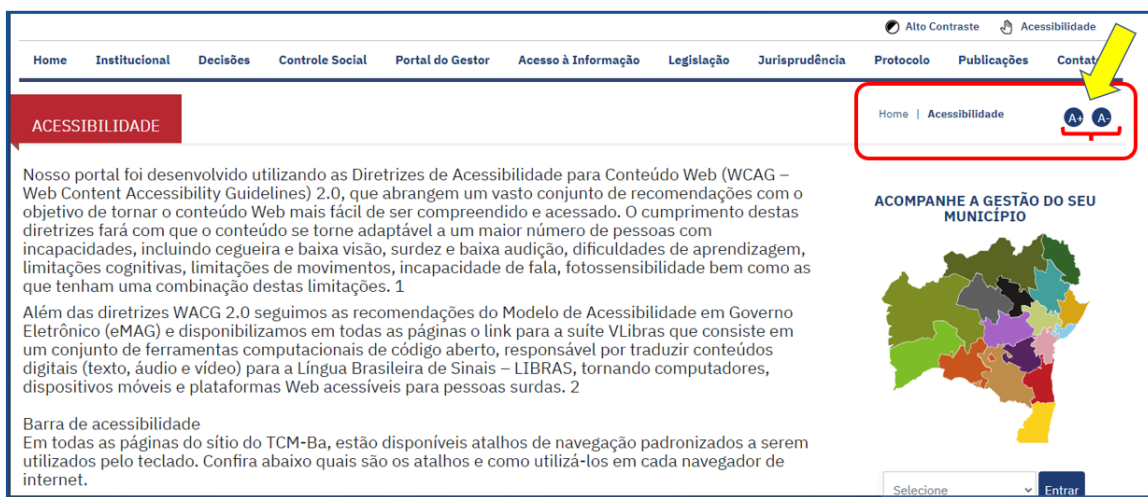 Alto Contraste Acessibilidade
Home Institucional Decisões Controle Social Portal do Gestor Acesso à Informação Legislação Jurisprudência Protocolo Publicações
ACESSIBILIDADE
Home | Acessibilidade A+ A-
Nosso portal foi desenvolvido utilizando as Diretrizes de Acessibilidade para Conteúdo Web (WCAG –
Web Content Accessibility Guidelines) 2.0, que abrangem um vasto conjunto de recomendações com o
objetivo de tornar o conteúdo Web mais fácil de ser compreendido e acessado. O cumprimento destas
diretrizes fará com que o conteúdo se torne adaptável a um maior número de pessoas com
incapacidades, incluindo cegueira e baixa visão, surdez e baixa audição, dificuldades de aprendizagem,
limitações cognitivas, limitações de movimentos, incapacidade de fala, fotossensibilidade bem como as
que tenham uma combinação destas limitações. 1
Além das diretrizes WACG 2.0 seguimos as recomendações do Modelo de Acessibilidade em Governo
Eletrônico (eMAG) e disponibilizamos em todas as páginas o link para a suíte VLibras que consiste em
um conjunto de ferramentas computacionais de código aberto, responsável por traduzir conteúdos
digitais (texto, áudio e vídeo) para a Língua Brasileira de Sinais – LIBRAS, tornando computadores,
dispositivos móveis e plataformas Web acessíveis para pessoas surdas. 2
Barra de acessibilidade
Em todas as páginas do sítio do TCM-Ba, estão disponíveis atalhos de navegação padronizados a serem
utilizados pelo teclado. Confira abaixo quais são os atalhos e como utilizá-los em cada navegador de
internet.
ACOMPANHE A GESTÃO DO SEU
MUNICÍPIO
Selecione Entrar